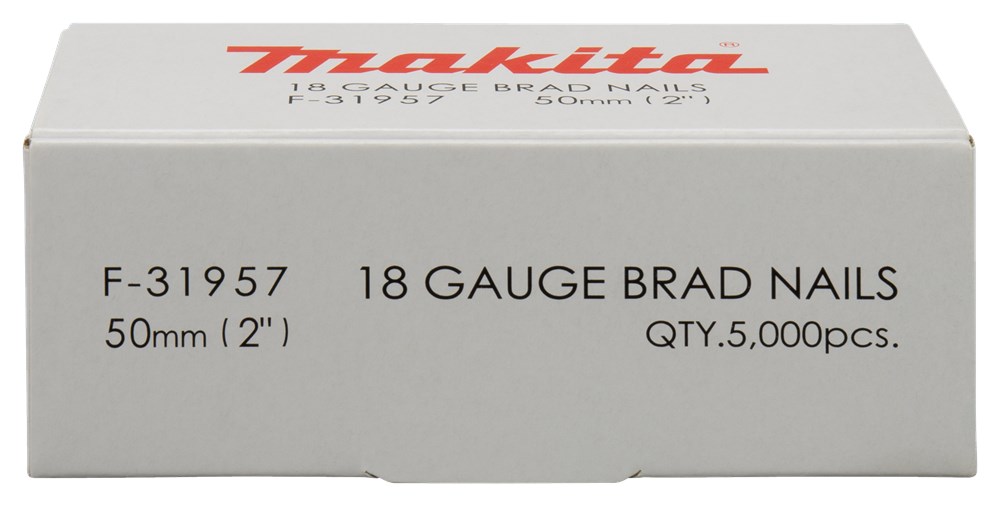 makita®
18 GAUGE BRAD NAILS
F-31957 50mm (2")
F-31957 18 GAUGE BRAD NAILS
50mm (2") QTY.5,000pcs.